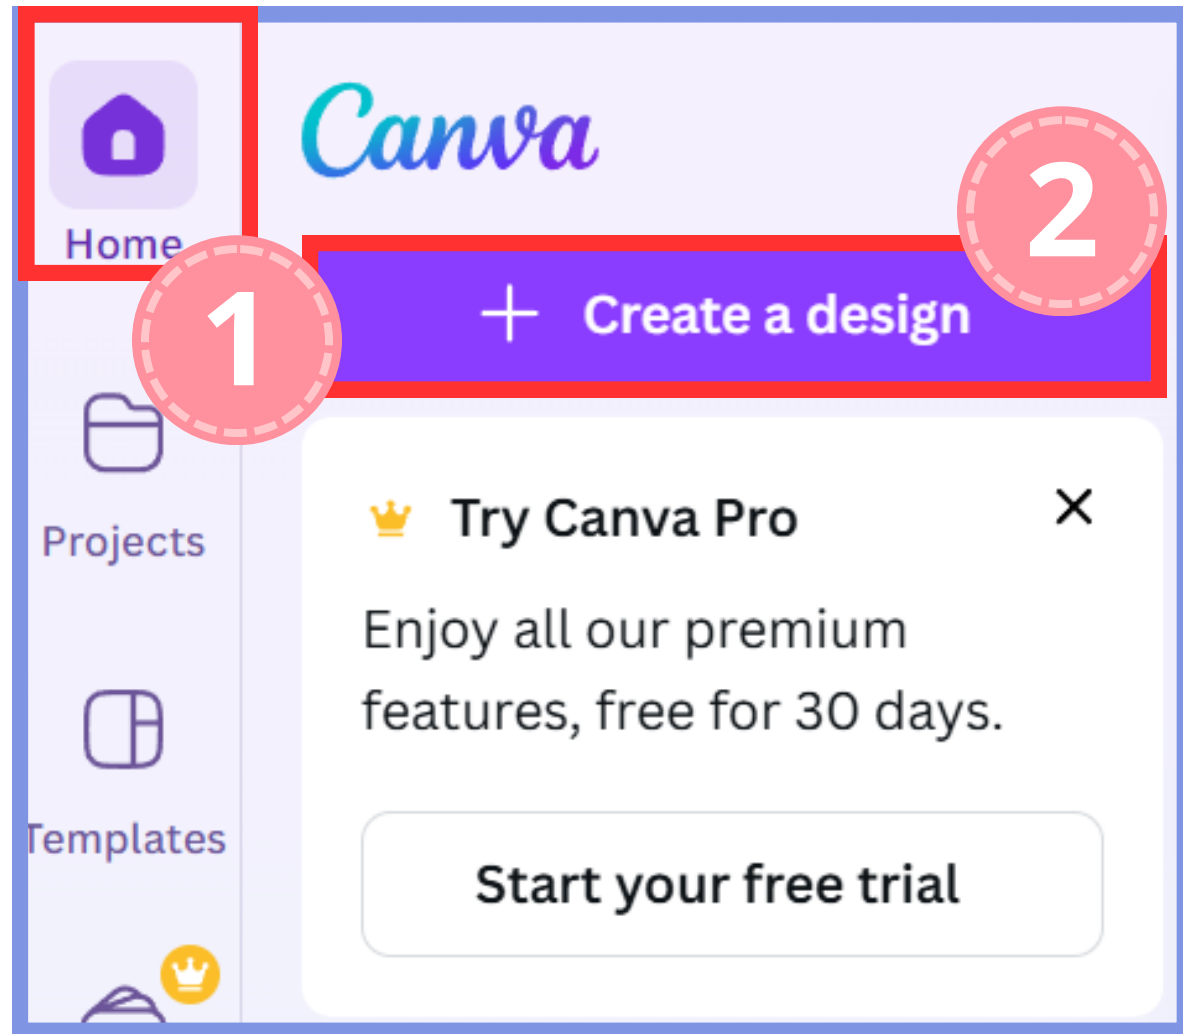 Canva
Home
1
2
+ Create a design
Projects
Templates
Try Canva Pro
Enjoy all our premium
features, free for 30 days.
Start your free trial